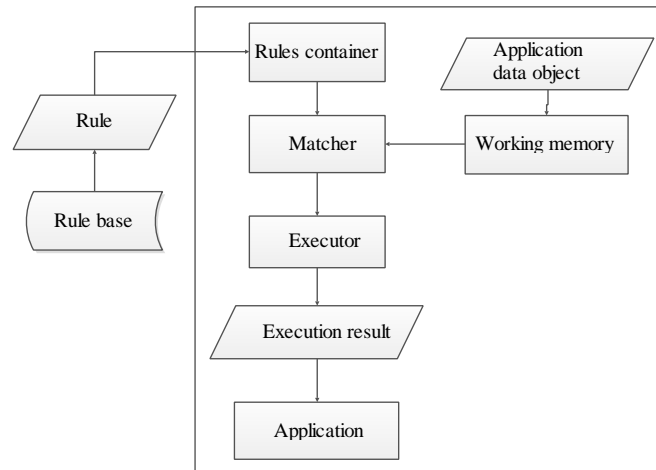 Rules container
Application
data object
Rule
Matcher
Working memory
Rule base
Executor
Execution result
Application